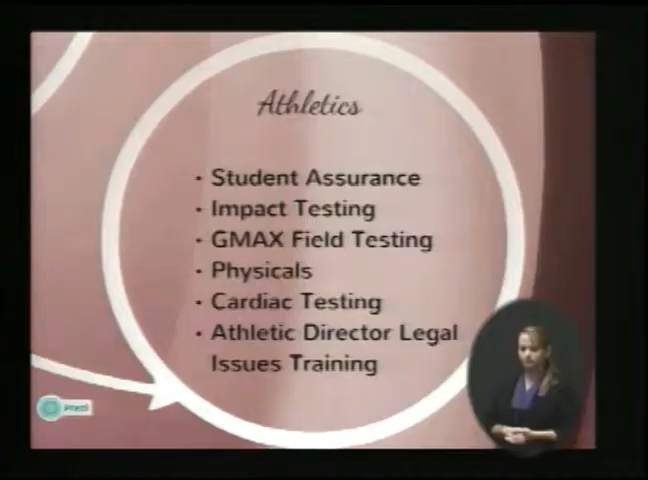 Athletics
· Student Assurance
· Impact Testing
· GMAX Field Testing
· Physicals
· Cardiac Testing
· Athletic Director Legal
Issues Training
Prezi